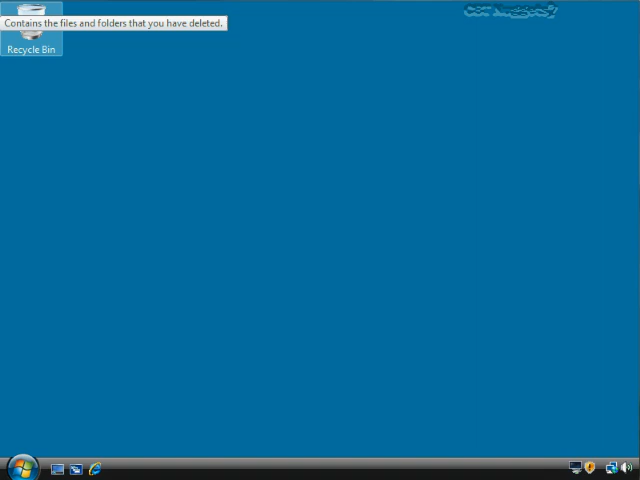 Contains the files and folders that you have deleted.
Recycle Bin